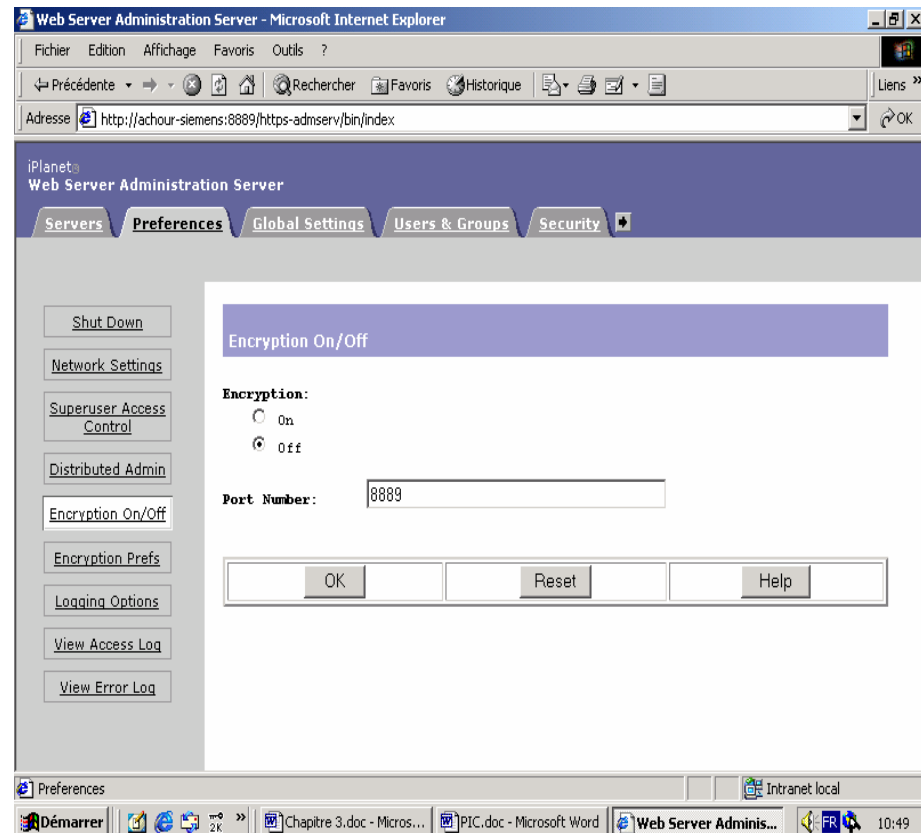 Web Server Administration Server - Microsoft Internet Explorer
Fichier Edition Affichage Favoris Outils ?
Précédente Rechercher Favoris Historique Liens »
Adresse http://achour-siemens:8889/https-admserv/bin/index OK
iPlanet
Web Server Administration Server
Servers Preferences Global Settings Users & Groups Security
Shut Down
Network Settings
Superuser Access
Control
Distributed Admin
Encryption On/Off
Encryption Prefs
Logging Options
View Access Log
View Error Log
Encryption On/Off
Encryption:
On
Off
Port Number: 8889
OK Reset Help
Preferences Intranet local
Démarrer 2K » Chapitre 3.doc - Micros... PIC.doc - Microsoft Word Web Server Adminis... FR 10:49